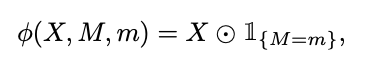 ϕ(X, M, m) = X ⊙ 𝟙_{M=m},